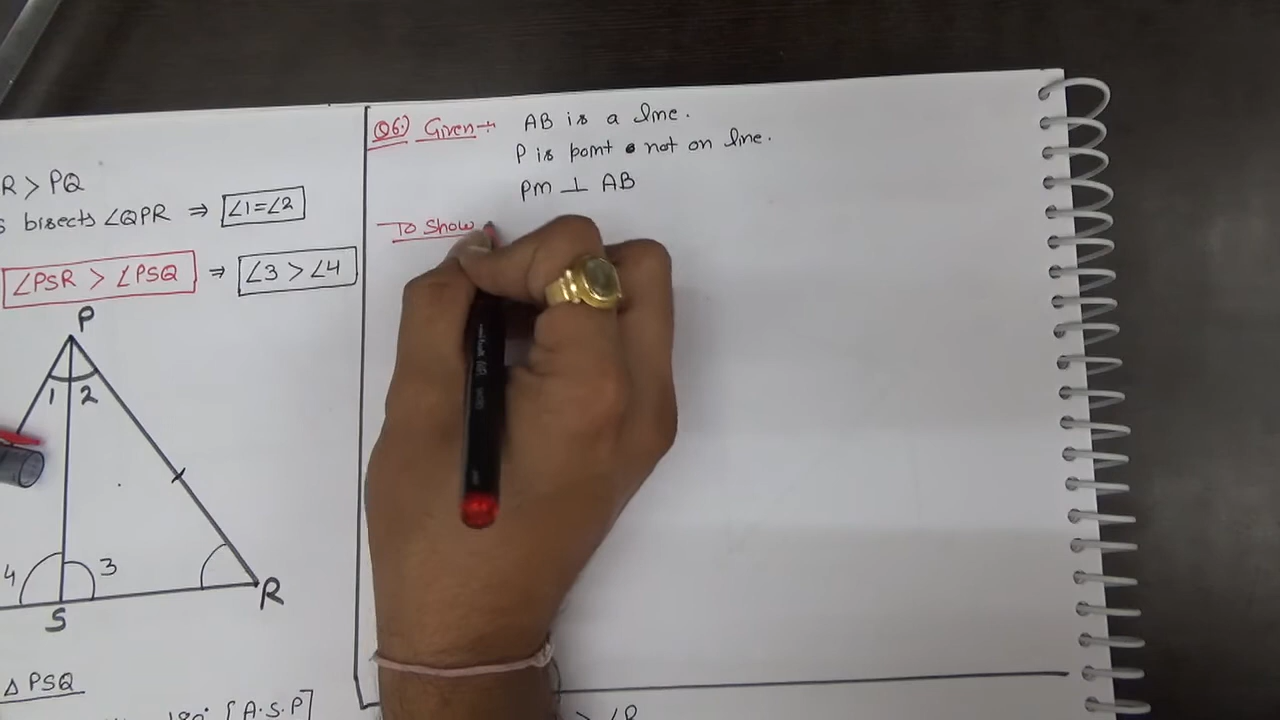 R > PQ
bisects ∠QPR ⇒ ∠1=∠2
∠PSR > ∠PSQ ⇒ ∠3 > ∠4
P
1 2
4 3
R
S
Δ PSQ
[A.S.P]
Q6.) Given :- AB is a line.
P is point not on line.
PM ⊥ AB
To Show